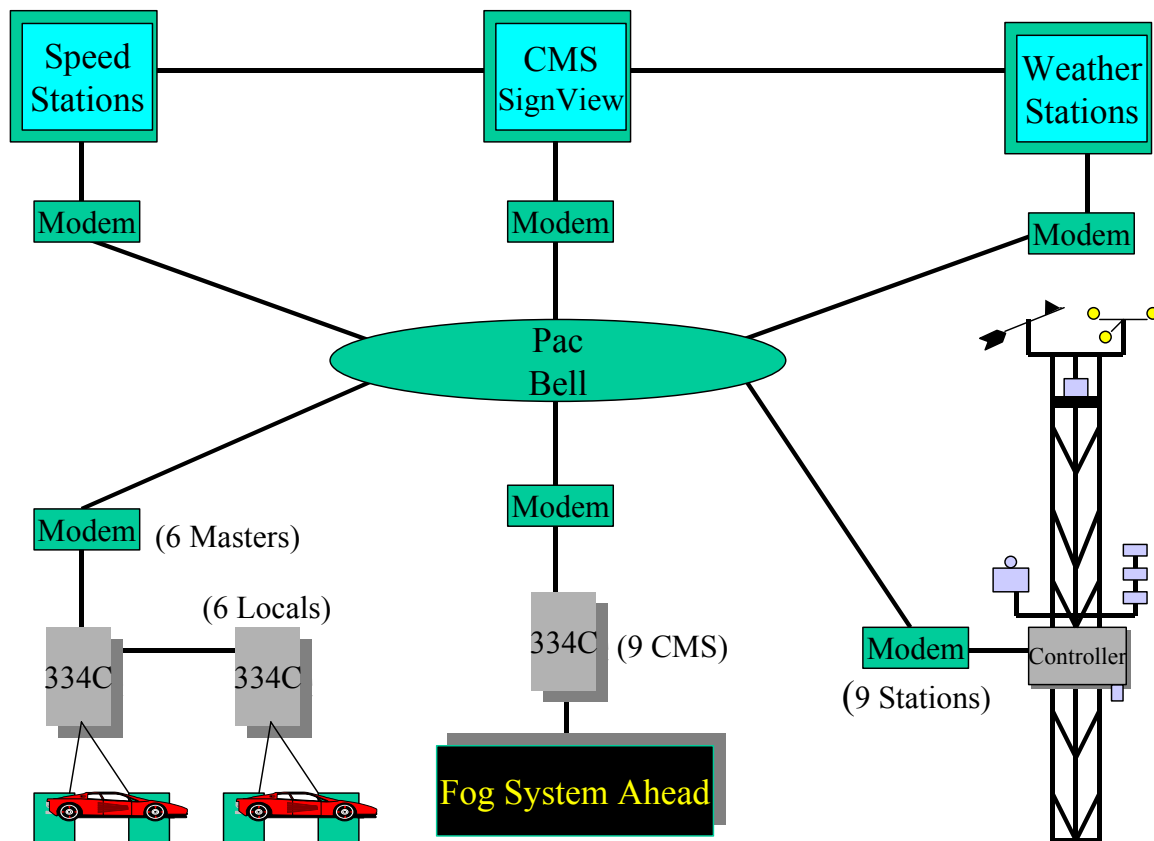 Speed
Stations
CMS
SignView
Weather
Stations
Modem
Modem
Modem
Pac
Bell
Modem
(6 Masters)
Modem
(6 Locals)
334C
334C
334C
(9 CMS)
Modem
Controller
(9 Stations)
Fog System Ahead